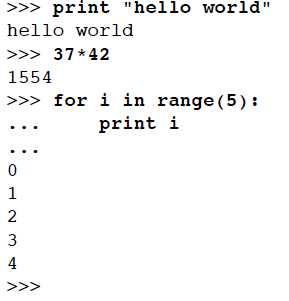 >>> print "hello world"
hello world
>>> 37*42
1554
>>> for i in range(5):
...     print i
...
0
1
2
3
4
>>>